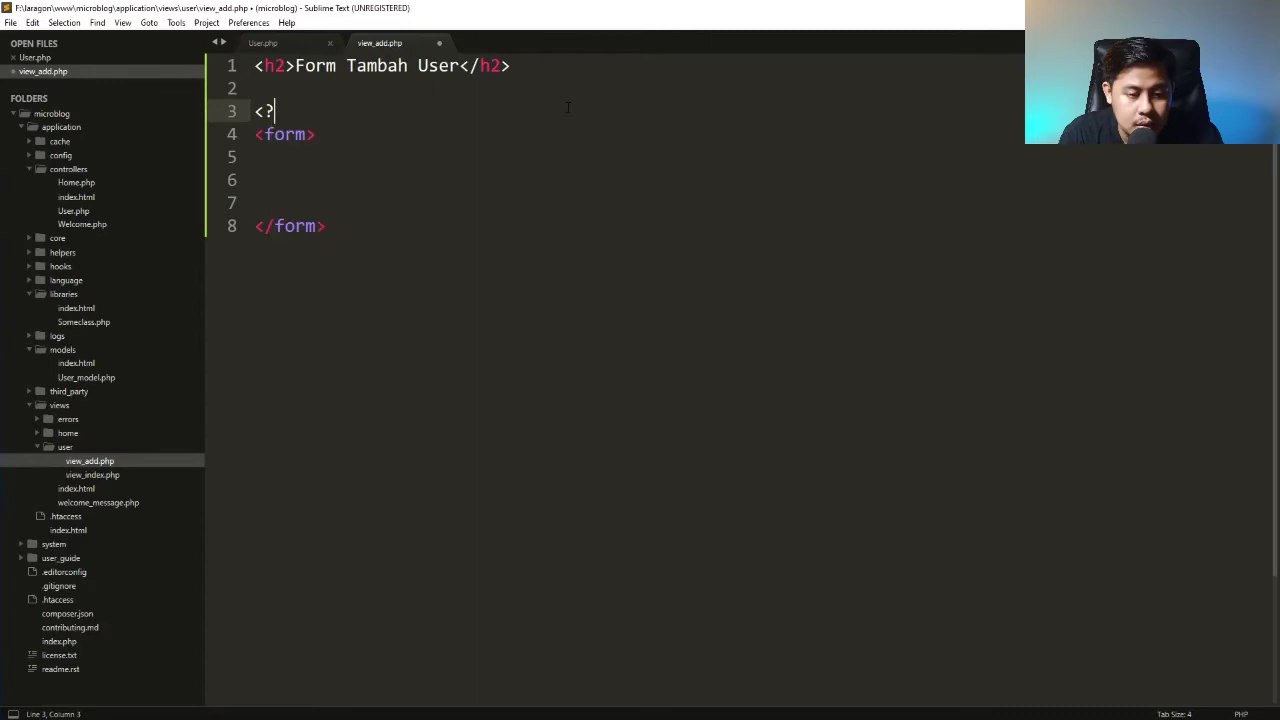 F:\laragon\www\microblog\application\views\user\view_add.php • (microblog) - Sublime Text (UNREGISTERED)
File Edit Selection Find View Goto Tools Project Preferences Help
OPEN FILES
User.php
view_add.php
FOLDERS
microblog
application
cache
config
controllers
Home.php
index.html
User.php
Welcome.php
core
helpers
hooks
language
libraries
index.html
Someclass.php
logs
models
index.html
User_model.php
third_party
views
errors
home
user
view_add.php
view_index.php
index.html
welcome_message.php
.htaccess
index.html
system
user_guide
.editorconfig
.gitignore
.htaccess
composer.json
contributing.md
index.php
license.txt
readme.rst
User.php × view_add.php
1 <h2>Form Tambah User</h2>
2
3 <?
4 <form>
5
6
7
8 </form>
Line 3, Column 3 Tab Size: 4 PHP